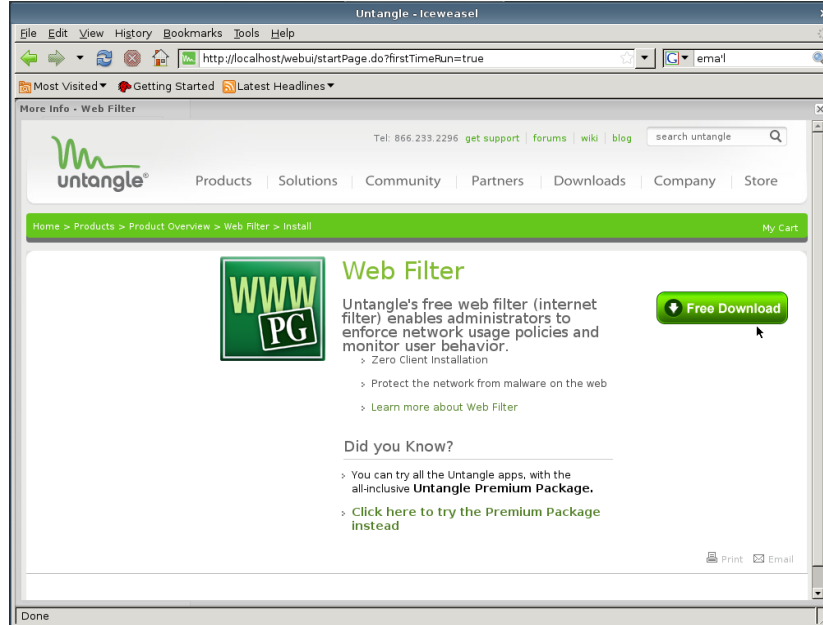 Untangle - Iceweasel
File Edit View History Bookmarks Tools Help
http://localhost/webui/startPage.do?firstTimeRun=true
G ema'l
Most Visited Getting Started Latest Headlines
More Info - Web Filter
untangle®
Tel: 866.233.2296 get support forums wiki blog search untangle
Products Solutions Community Partners Downloads Company Store
Home > Products > Product Overview > Web Filter > Install My Cart
WWW
PG
Web Filter
Untangle's free web filter (internet
filter) enables administrators to
enforce network usage policies and
monitor user behavior.
> Zero Client Installation
> Protect the network from malware on the web
> Learn more about Web Filter
Free Download
Did you Know?
> You can try all the Untangle apps, with the
all-inclusive Untangle Premium Package.
> Click here to try the Premium Package
instead
Print Email
Done